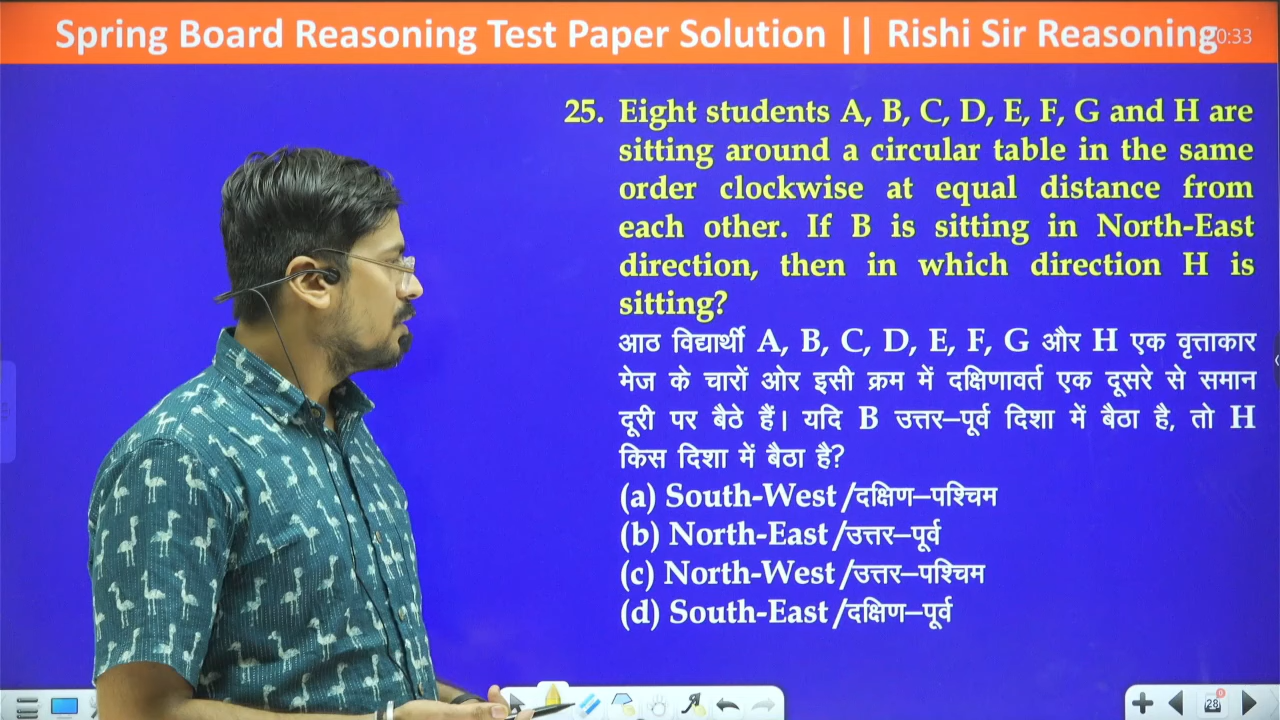 Spring Board Reasoning Test Paper Solution || Rishi Sir Reasoning
0:33
25. Eight students A, B, C, D, E, F, G and H are
sitting around a circular table in the same
order clockwise at equal distance from
each other. If B is sitting in North-East
direction, then in which direction H is
sitting?
आठ विद्यार्थी A, B, C, D, E, F, G और H एक वृत्ताकार
मेज के चारों ओर इसी क्रम में दक्षिणावर्त एक दूसरे से समान
दूरी पर बैठे हैं। यदि B उत्तर–पूर्व दिशा में बैठा है, तो H
किस दिशा में बैठा है?
(a) South-West/दक्षिण–पश्चिम
(b) North-East/उत्तर–पूर्व
(c) North-West/उत्तर–पश्चिम
(d) South-East/दक्षिण–पूर्व
28